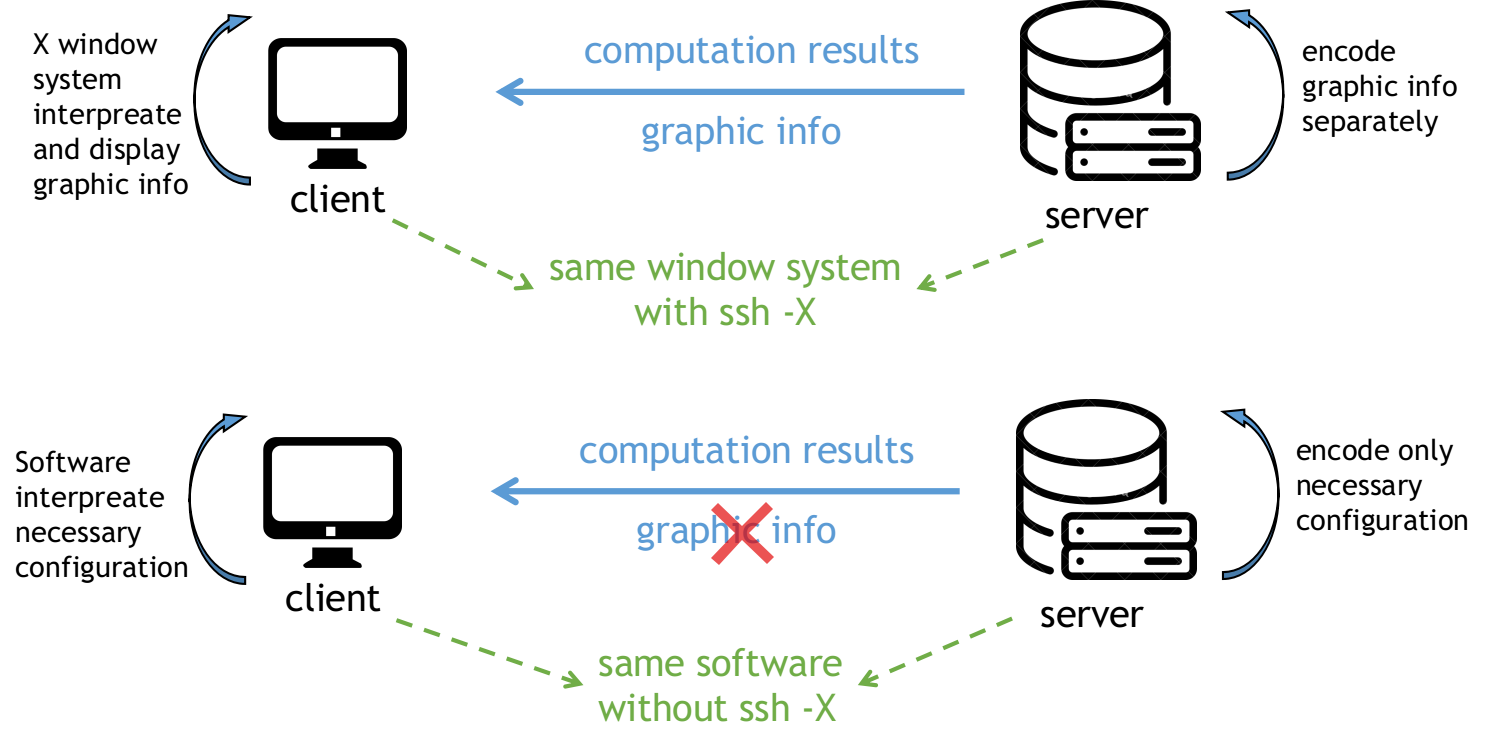 X window
system
interpreate
and display
graphic info
client
computation results
graphic info
server
encode
graphic info
separately
same window system
with ssh -X
Software
interpreate
necessary
configuration
client
computation results
graphic info
server
encode only
necessary
configuration
same software
without ssh -X